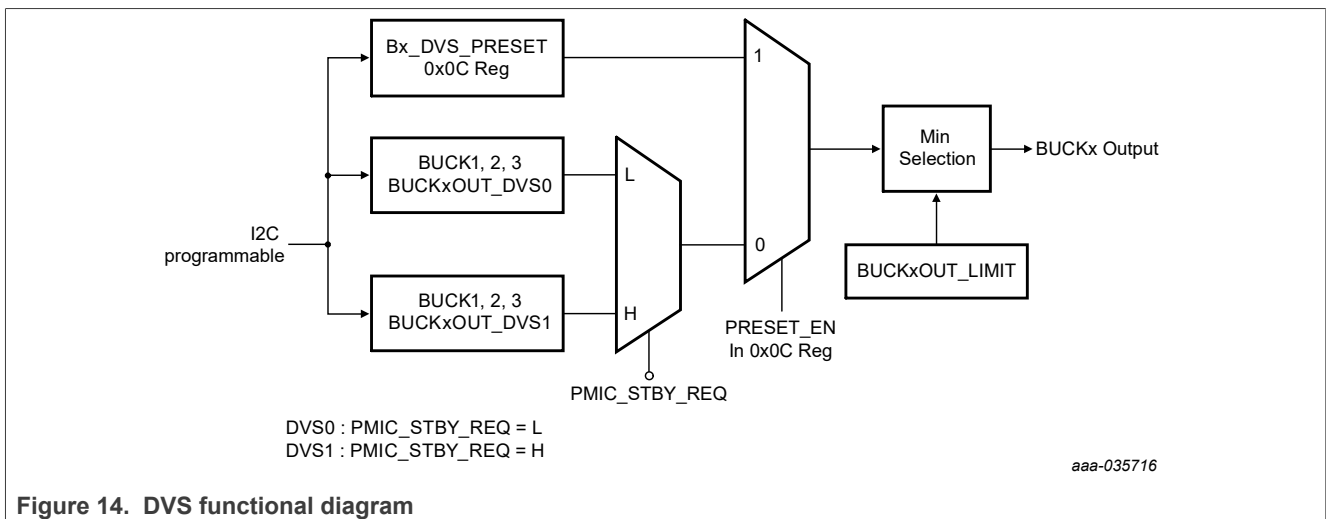 Bx_DVS_PRESET
0x0C Reg
1
BUCK1, 2, 3
BUCKxOUT_DVS0
L
Min
Selection
BUCKx Output
I2C
programmable
0
BUCKxOUT_LIMIT
BUCK1, 2, 3
BUCKxOUT_DVS1
H
PRESET_EN
In 0x0C Reg
PMIC_STBY_REQ
DVS0 : PMIC_STBY_REQ = L
DVS1 : PMIC_STBY_REQ = H
aaa-035716
Figure 14. DVS functional diagram